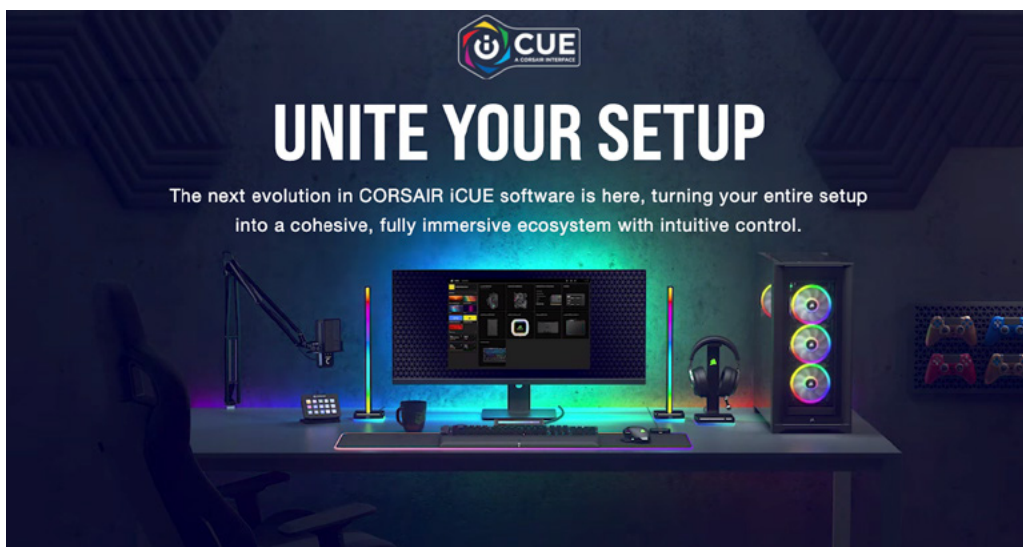 CUE
A CORSAIR INTERFACE
UNITE YOUR SETUP
The next evolution in CORSAIR iCUE software is here, turning your entire setup
into a cohesive, fully immersive ecosystem with intuitive control.